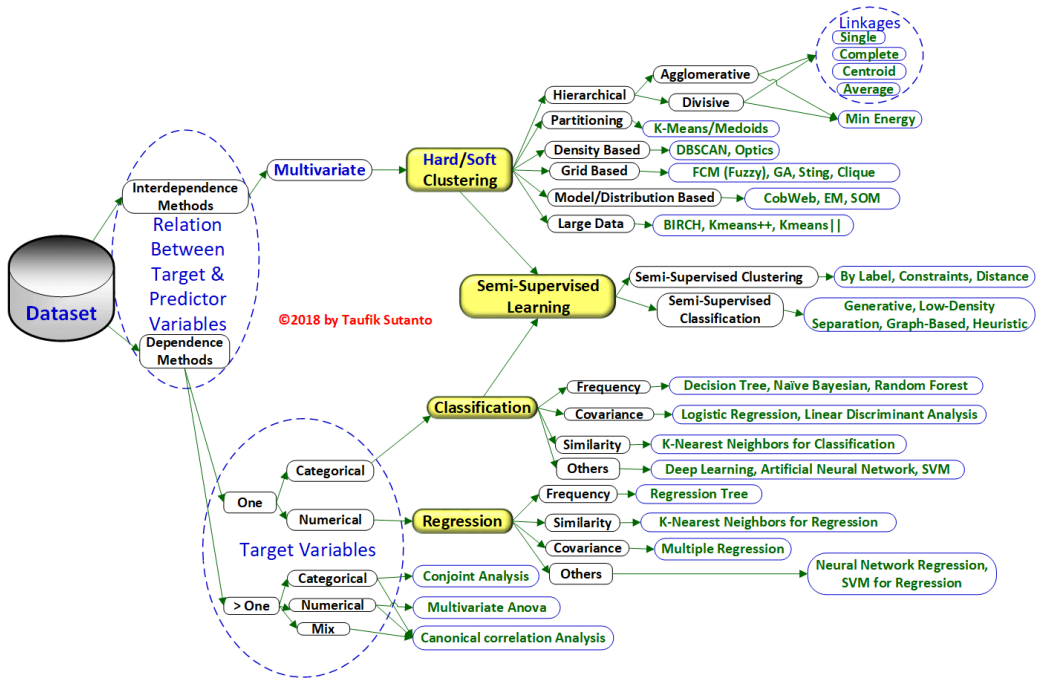 Linkages
Single
Complete
Centroid
Average
Agglomerative
Hierarchical
Divisive
Min Energy
Partitioning
K-Means/Medoids
Hard/Soft
Clustering
Density Based
DBSCAN, Optics
Multivariate
Grid Based
FCM (Fuzzy), GA, Sting, Clique
Interdependence
Methods
Model/Distribution Based
CobWeb, EM, SOM
Large Data
BIRCH, Kmeans++, Kmeans||
Relation
Between
Target &
Predictor
Variables
Dataset
Semi-Supervised
Learning
Semi-Supervised Clustering
By Label, Constraints, Distance
Semi-Supervised
Classification
Generative, Low-Density
Separation, Graph-Based, Heuristic
©2018 by Taufik Sutanto
Dependence
Methods
Classification
Frequency
Decision Tree, Naïve Bayesian, Random Forest
Covariance
Logistic Regression, Linear Discriminant Analysis
Similarity
K-Nearest Neighbors for Classification
Others
Deep Learning, Artificial Neural Network, SVM
Categorical
One
Numerical
Regression
Frequency
Regression Tree
Similarity
K-Nearest Neighbors for Regression
Covariance
Multiple Regression
Others
Neural Network Regression,
SVM for Regression
Target Variables
Categorical
Conjoint Analysis
> One
Numerical
Multivariate Anova
Mix
Canonical correlation Analysis